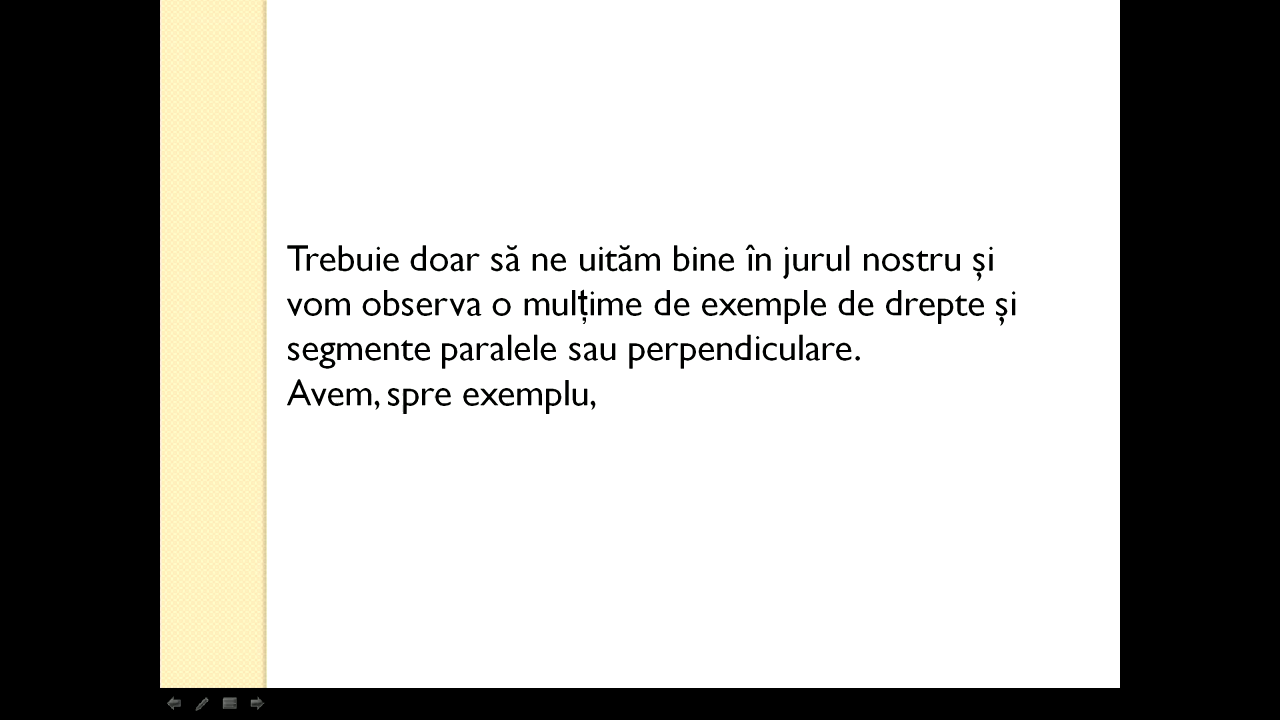 Trebuie doar să ne uităm bine în jurul nostru și
vom observa o mulțime de exemple de drepte și
segmente paralele sau perpendiculare.
Avem, spre exemplu,